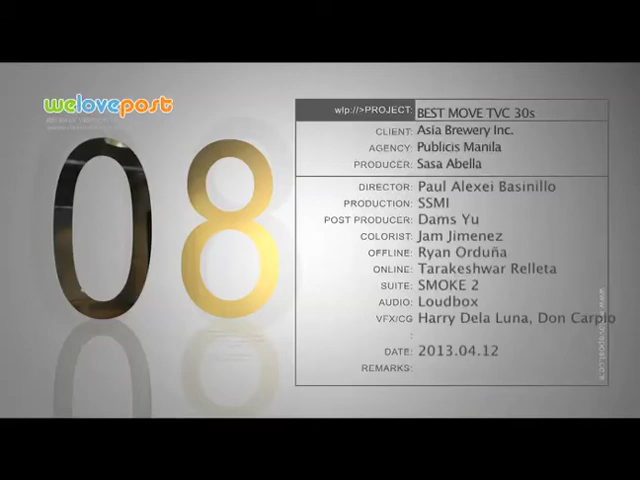 welovepost
08
wlp://>PROJECT: BEST MOVE TVC 30s
CLIENT: Asia Brewery Inc.
AGENCY: Publicis Manila
PRODUCER: Sasa Abella
DIRECTOR: Paul Alexei Basinillo
PRODUCTION: SSMI
POST PRODUCER: Dams Yu
COLORIST: Jam Jimenez
OFFLINE: Ryan Orduña
ONLINE: Tarakeshwar Relleta
SUITE: SMOKE 2
AUDIO: Loudbox
VFX/CG Harry Dela Luna, Don Carpio
:
DATE: 2013.04.12
REMARKS: